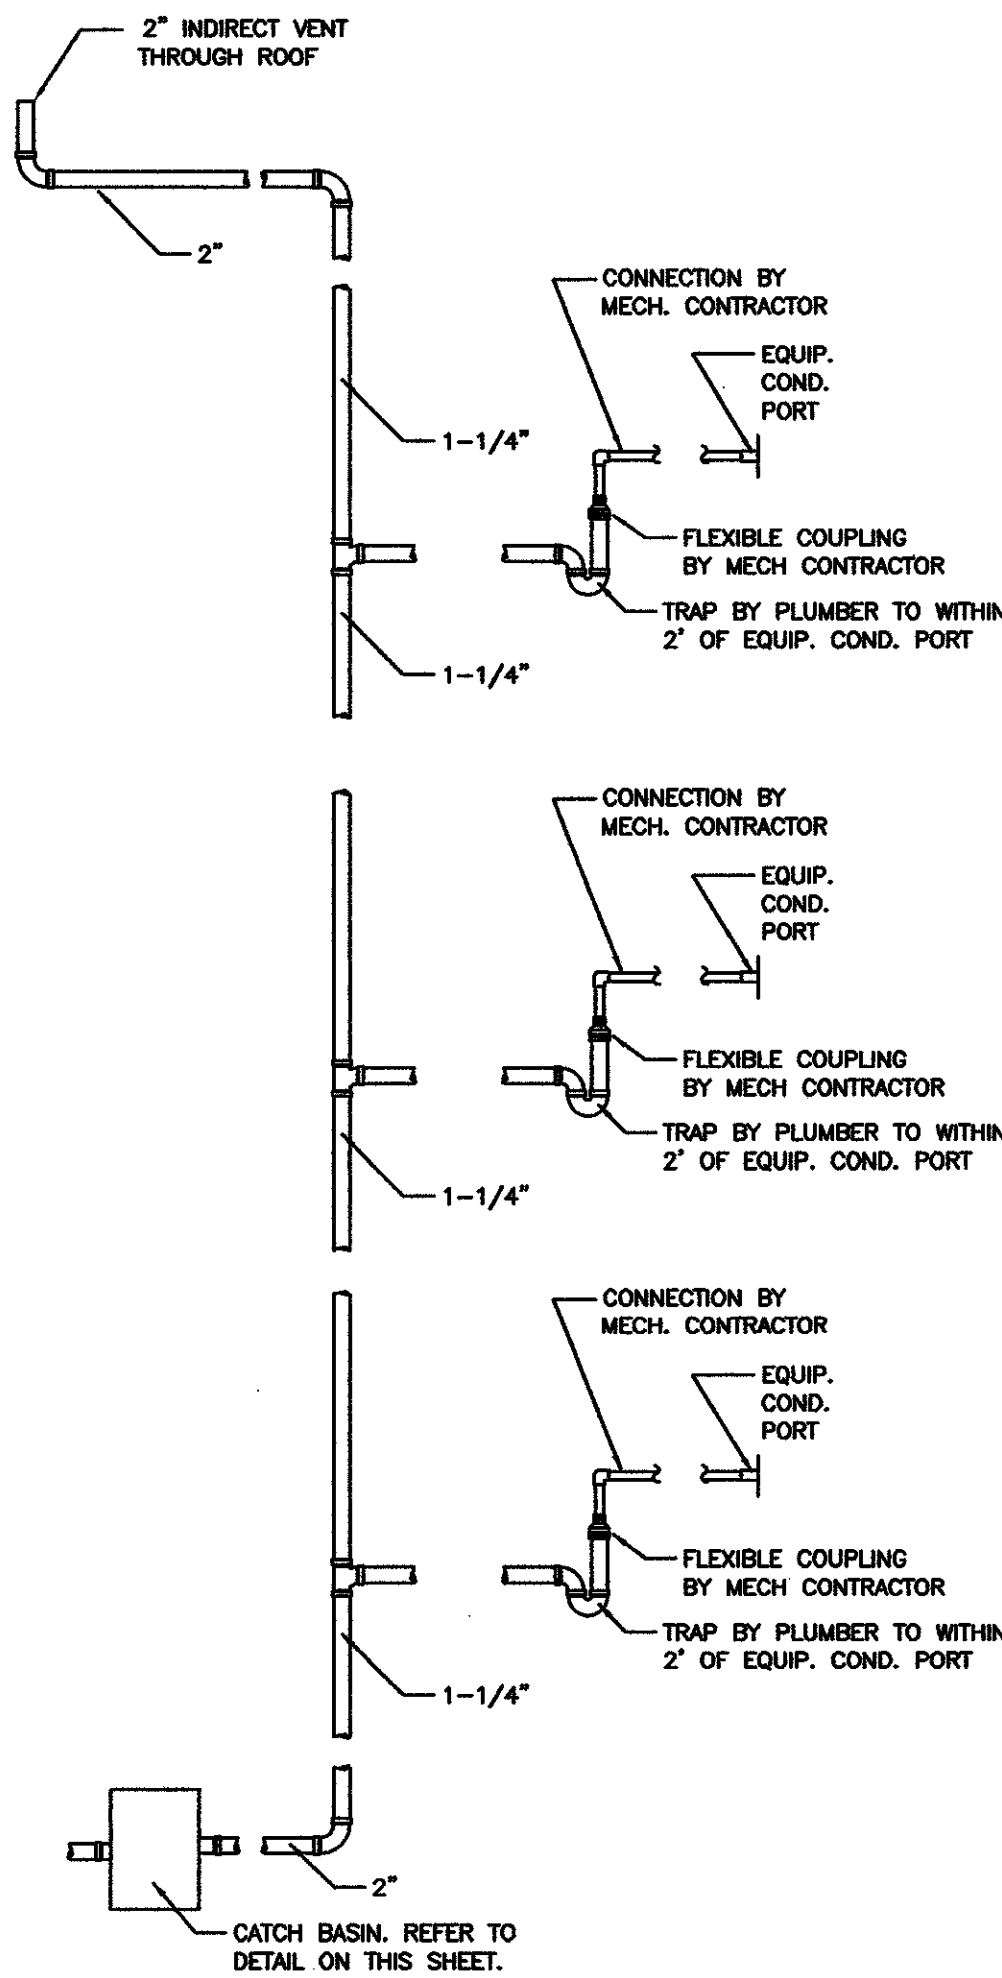 2" INDIRECT VENT
THROUGH ROOF
2"
CONNECTION BY
MECH. CONTRACTOR
EQUIP.
COND.
PORT
1-1/4"
FLEXIBLE COUPLING
BY MECH CONTRACTOR
TRAP BY PLUMBER TO WITHIN
2' OF EQUIP. COND. PORT
1-1/4"
CONNECTION BY
MECH. CONTRACTOR
EQUIP.
COND.
PORT
FLEXIBLE COUPLING
BY MECH CONTRACTOR
TRAP BY PLUMBER TO WITHIN
2' OF EQUIP. COND. PORT
1-1/4"
CONNECTION BY
MECH. CONTRACTOR
EQUIP.
COND.
PORT
FLEXIBLE COUPLING
BY MECH CONTRACTOR
TRAP BY PLUMBER TO WITHIN
2' OF EQUIP. COND. PORT
1-1/4"
2"
CATCH BASIN. REFER TO
DETAIL ON THIS SHEET.